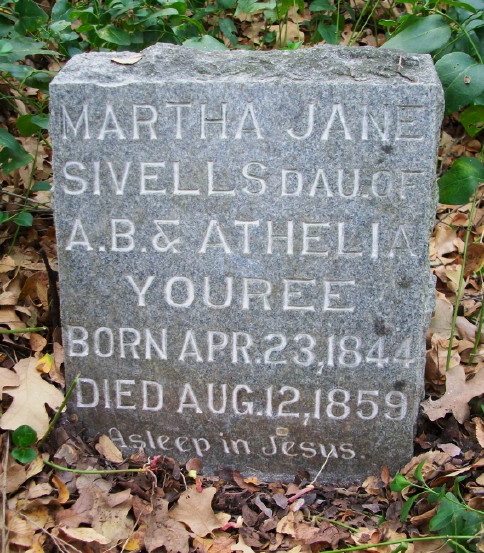 MARTHA JANE
SIVELLS DAU. OF
A.B. & ATHELIA
YOUREE
BORN APR. 23, 1844
DIED AUG. 12, 1859
Asleep in Jesus.